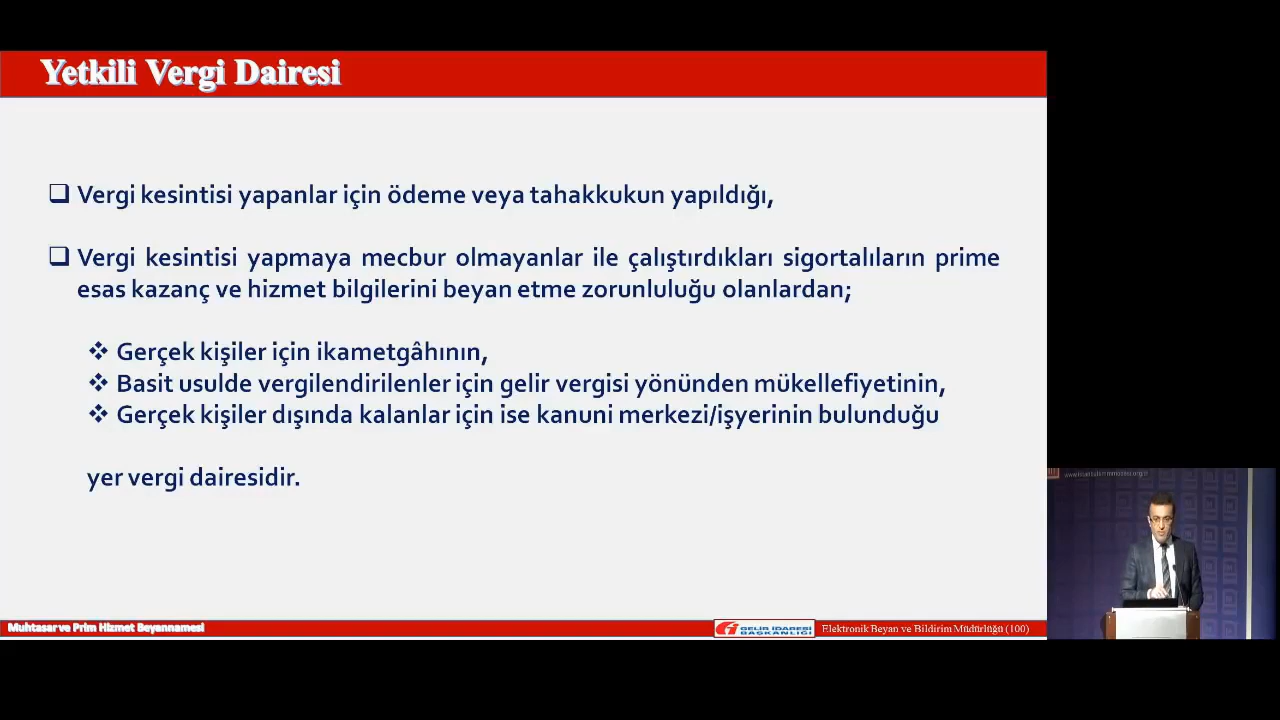 Yetkili Vergi Dairesi
Vergi kesintisi yapanlar için ödeme veya tahakkukun yapıldığı,
Vergi kesintisi yapmaya mecbur olmayanlar ile çalıştırdıkları sigortalıların prime
esas kazanç ve hizmet bilgilerini beyan etme zorunluluğu olanlardan;
Gerçek kişiler için ikametgâhının,
Basit usulde vergilendirilenler için gelir vergisi yönünden mükellefiyetinin,
Gerçek kişiler dışında kalanlar için ise kanuni merkezi/işyerinin bulunduğu
yer vergi dairesidir.
Muhtasar ve Prim Hizmet Beyannamesi
GELİR İDARESİ
BAŞKANLIĞI
Elektronik Beyan ve Bildirim Müdürlüğü (100)